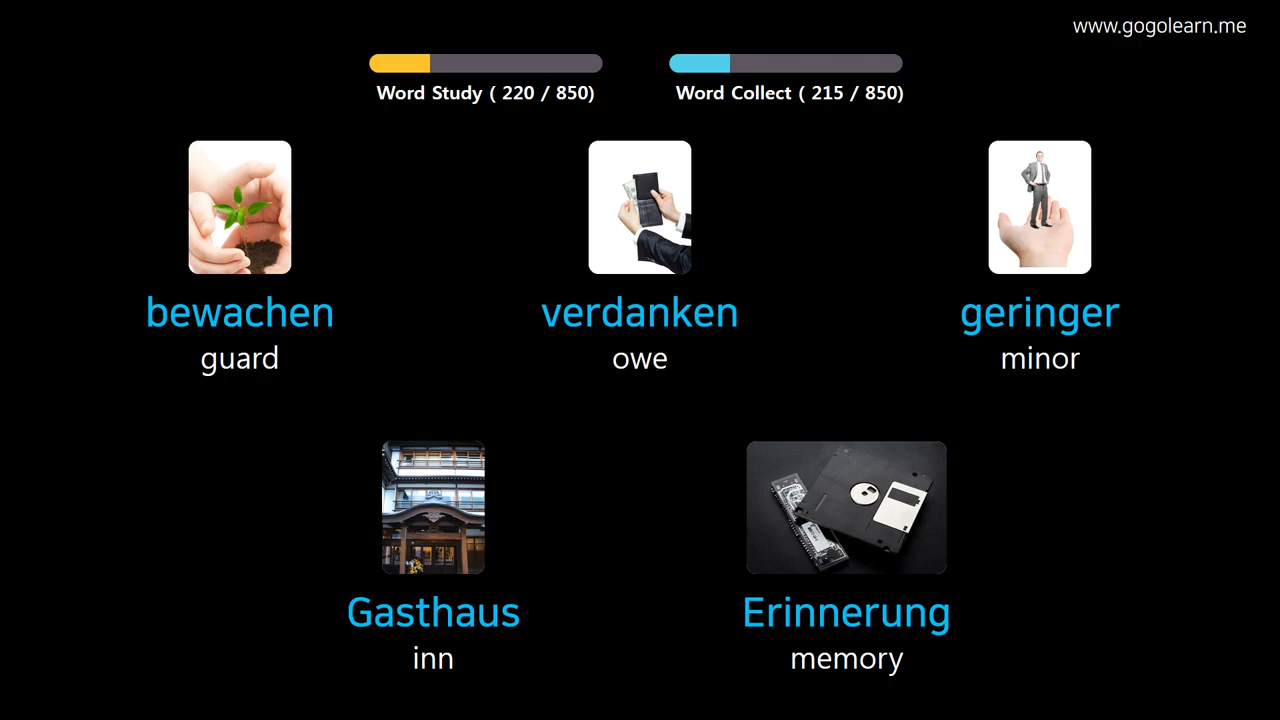 www.gogolearn.me
Word Study ( 220 / 850)
Word Collect ( 215 / 850)
bewachen
guard
verdanken
owe
geringer
minor
Gasthaus
inn
Erinnerung
memory